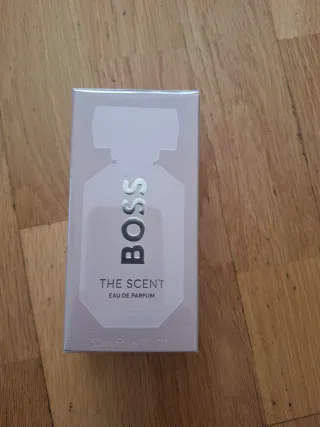 BOSS
THE SCENT
EAU DE PARFUM